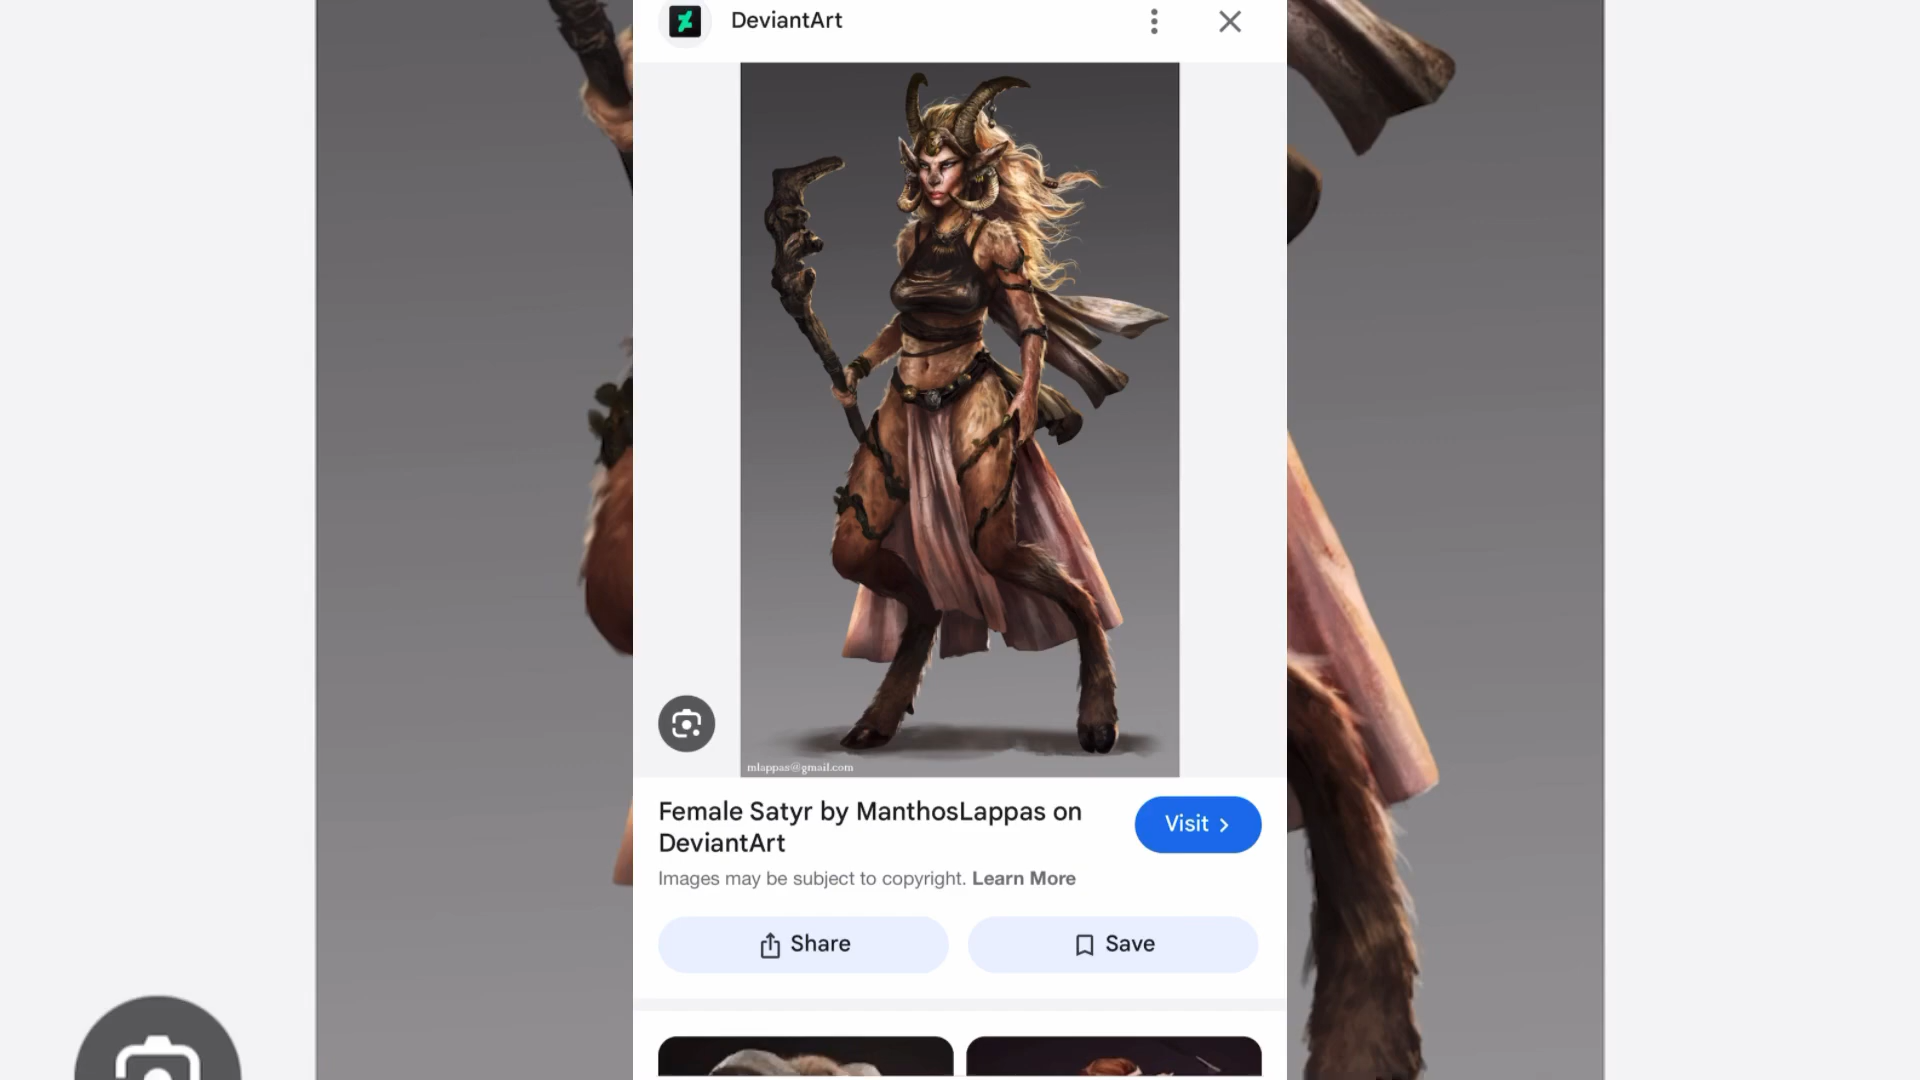 DeviantArt
mlappas@gmail.com
Female Satyr by ManthosLappas on
DeviantArt
Visit
Images may be subject to copyright. Learn More
Share
Save